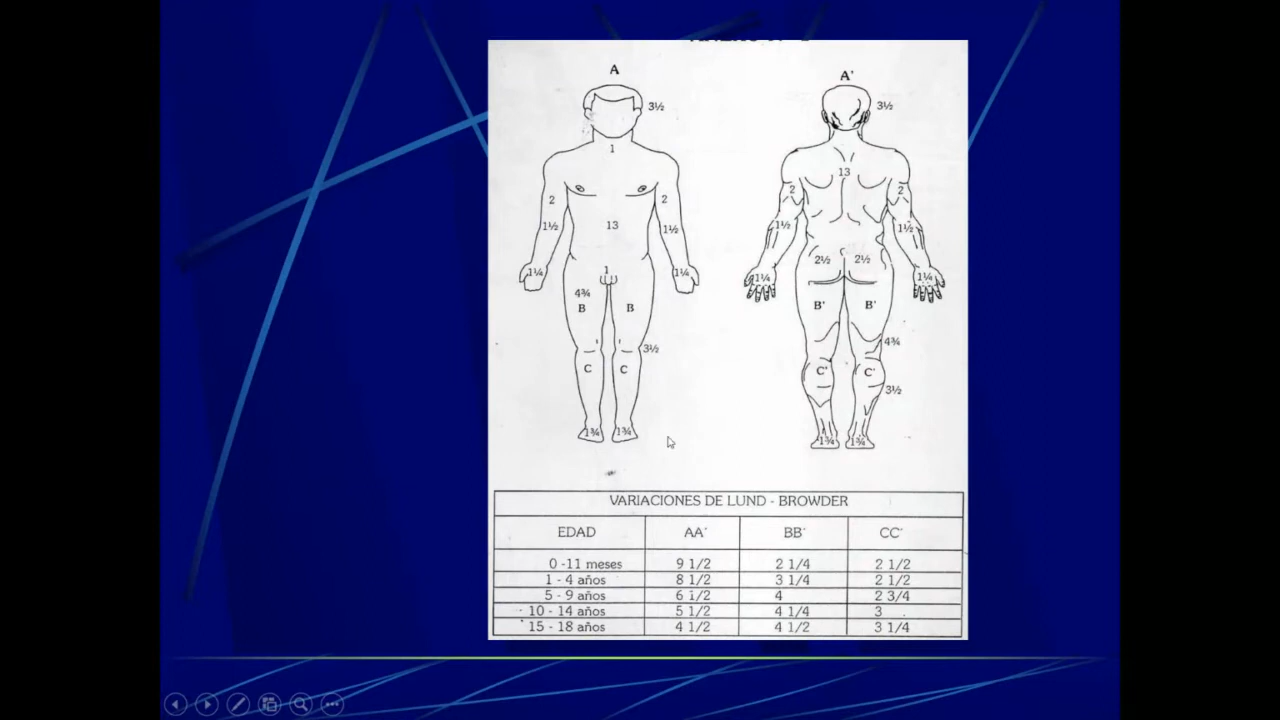 A
A'
3½
3½
1
13
2
2
2
2
1½
13
1½
1½
1½
2½
2½
1¼
1
1¼
1¼
1¼
4¾
B
B
B'
B'
4¾
3½
C
C
C'
C'
3½
1¾
1¾
1¾
1¾
VARIACIONES DE LUND - BROWDER
EDAD AA' BB' CC'
0 -11 meses 9 1/2 2 1/4 2 1/2
1 - 4 años 8 1/2 3 1/4 2 1/2
5 - 9 años 6 1/2 4 2 3/4
10 - 14 años 5 1/2 4 1/4 3
15 - 18 años 4 1/2 4 1/2 3 1/4